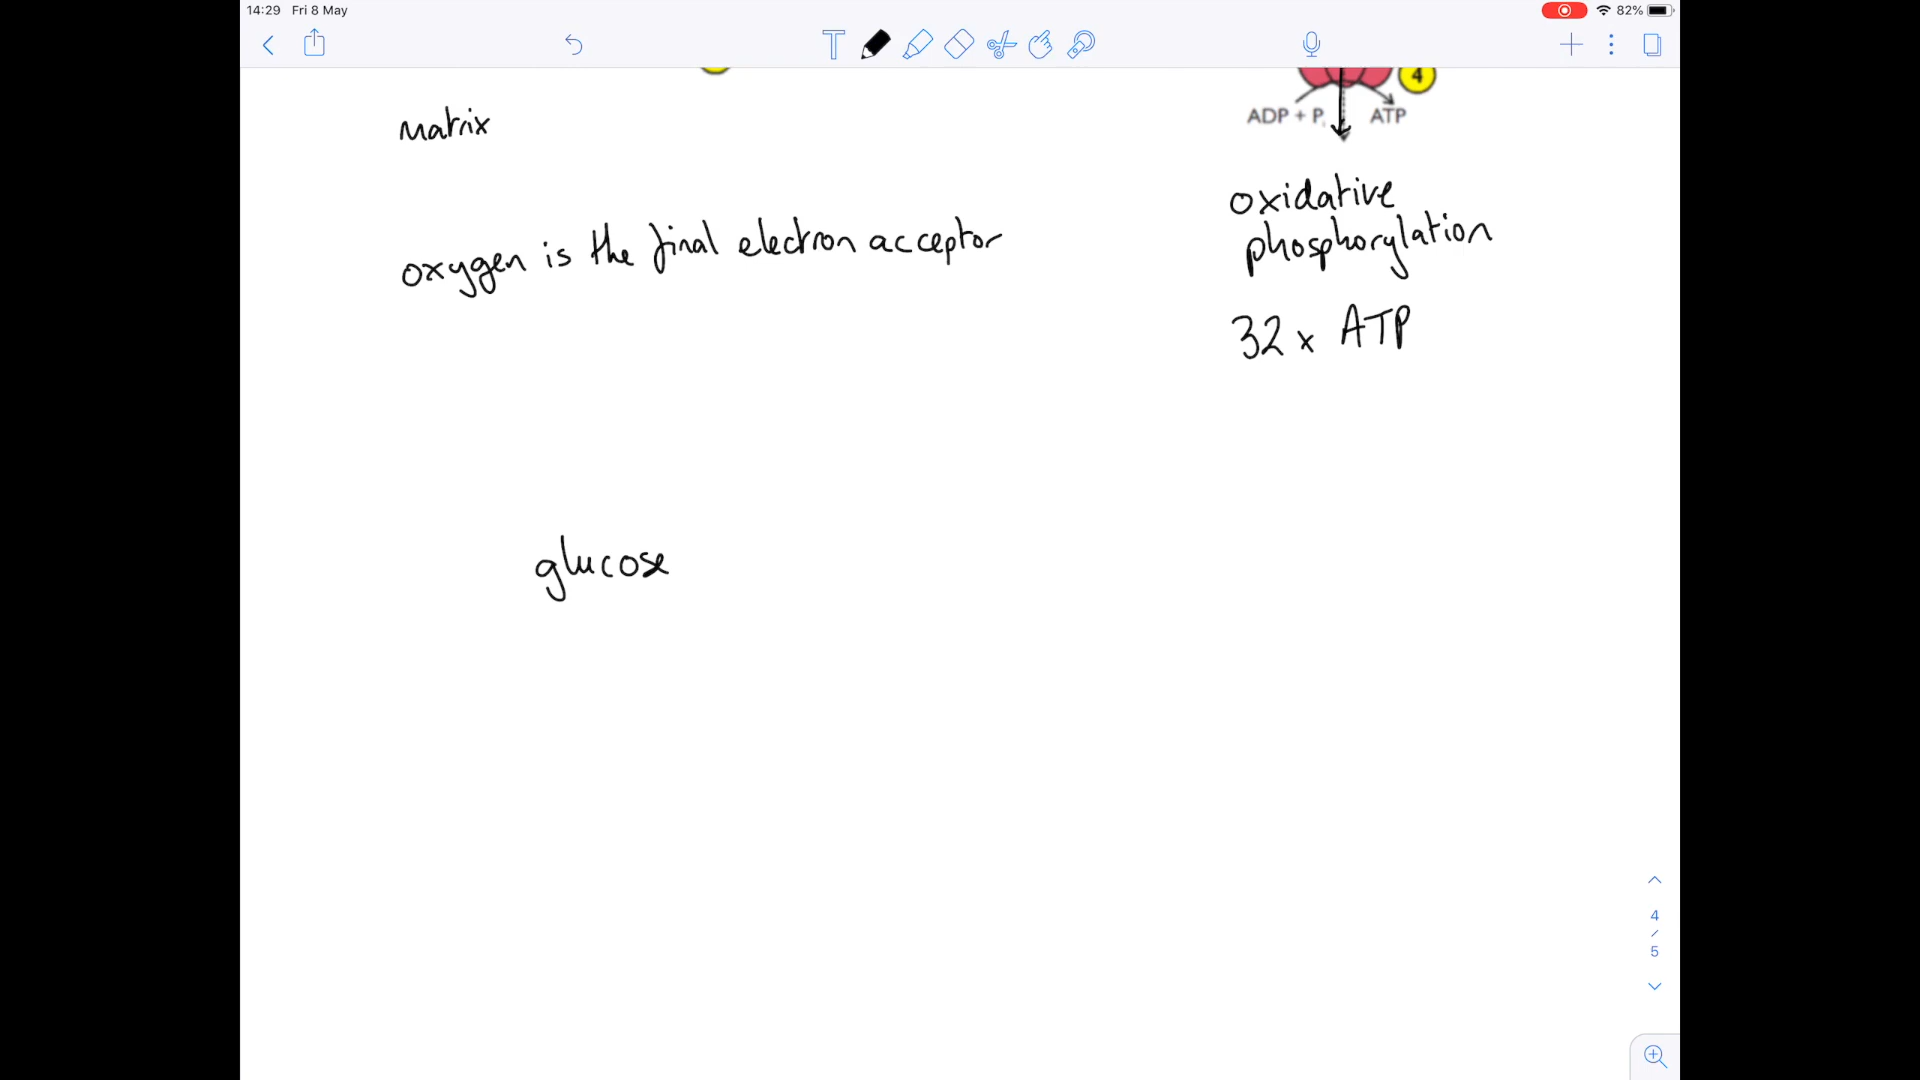 14:29 Fri 8 May
82%
T
4
ADP + Pi ATP
matrix
oxidative
phosphorylation
oxygen is the final electron acceptor
32 x ATP
glucose
4
/
5